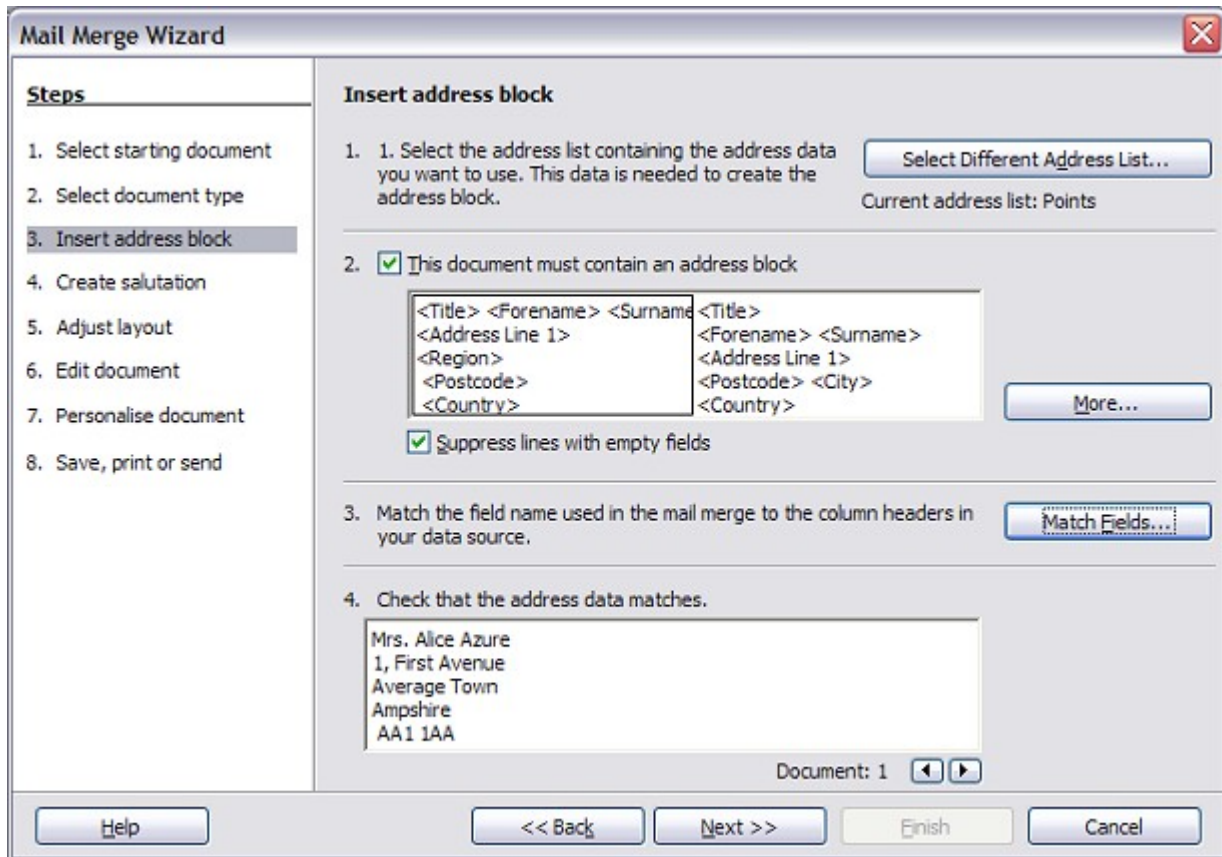 Mail Merge Wizard
Steps
1. Select starting document
2. Select document type
3. Insert address block
4. Create salutation
5. Adjust layout
6. Edit document
7. Personalise document
8. Save, print or send
Insert address block
1. 1. Select the address list containing the address data
you want to use. This data is needed to create the
address block.
Select Different Address List...
Current address list: Points
2. This document must contain an address block
<Title> <Forename> <Surname
<Address Line 1>
<Region>
<Postcode>
<Country>
<Title>
<Forename> <Surname>
<Address Line 1>
<Postcode> <City>
<Country>
More...
Suppress lines with empty fields
3. Match the field name used in the mail merge to the column headers in
your data source.
Match Fields...
4. Check that the address data matches.
Mrs. Alice Azure
1, First Avenue
Average Town
Ampshire
AA1 1AA
Document: 1
Help
<< Back
Next >>
Finish
Cancel